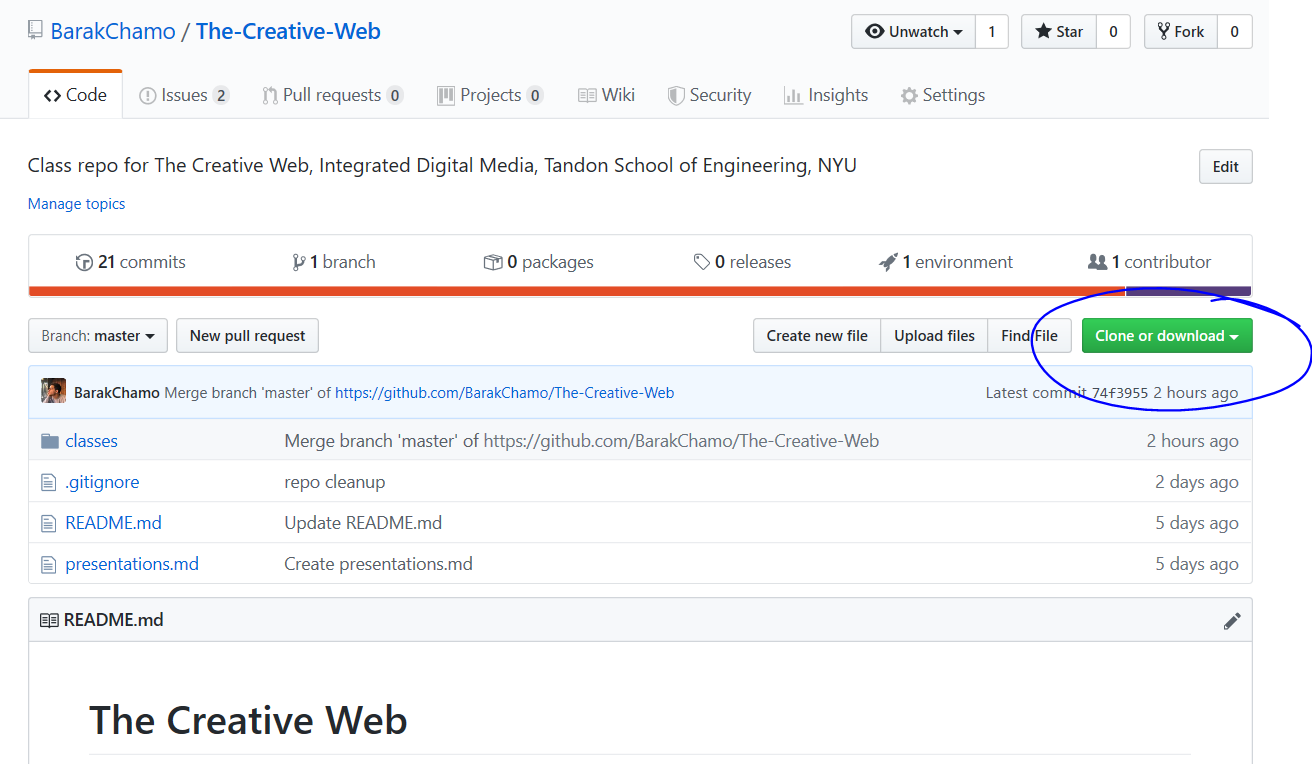 BarakChamo / The-Creative-Web
Unwatch 1 Star 0 Fork 0
Code Issues 2 Pull requests 0 Projects 0 Wiki Security Insights Settings
Class repo for The Creative Web, Integrated Digital Media, Tandon School of Engineering, NYU
Edit
Manage topics
21 commits 1 branch 0 packages 0 releases 1 environment 1 contributor
Branch: master New pull request Create new file Upload files Find File Clone or download
BarakChamo Merge branch 'master' of https://github.com/BarakChamo/The-Creative-Web Latest commit 74f3955 2 hours ago
classes Merge branch 'master' of https://github.com/BarakChamo/The-Creative-Web 2 hours ago
.gitignore repo cleanup 2 days ago
README.md Update README.md 5 days ago
presentations.md Create presentations.md 5 days ago
README.md
The Creative Web